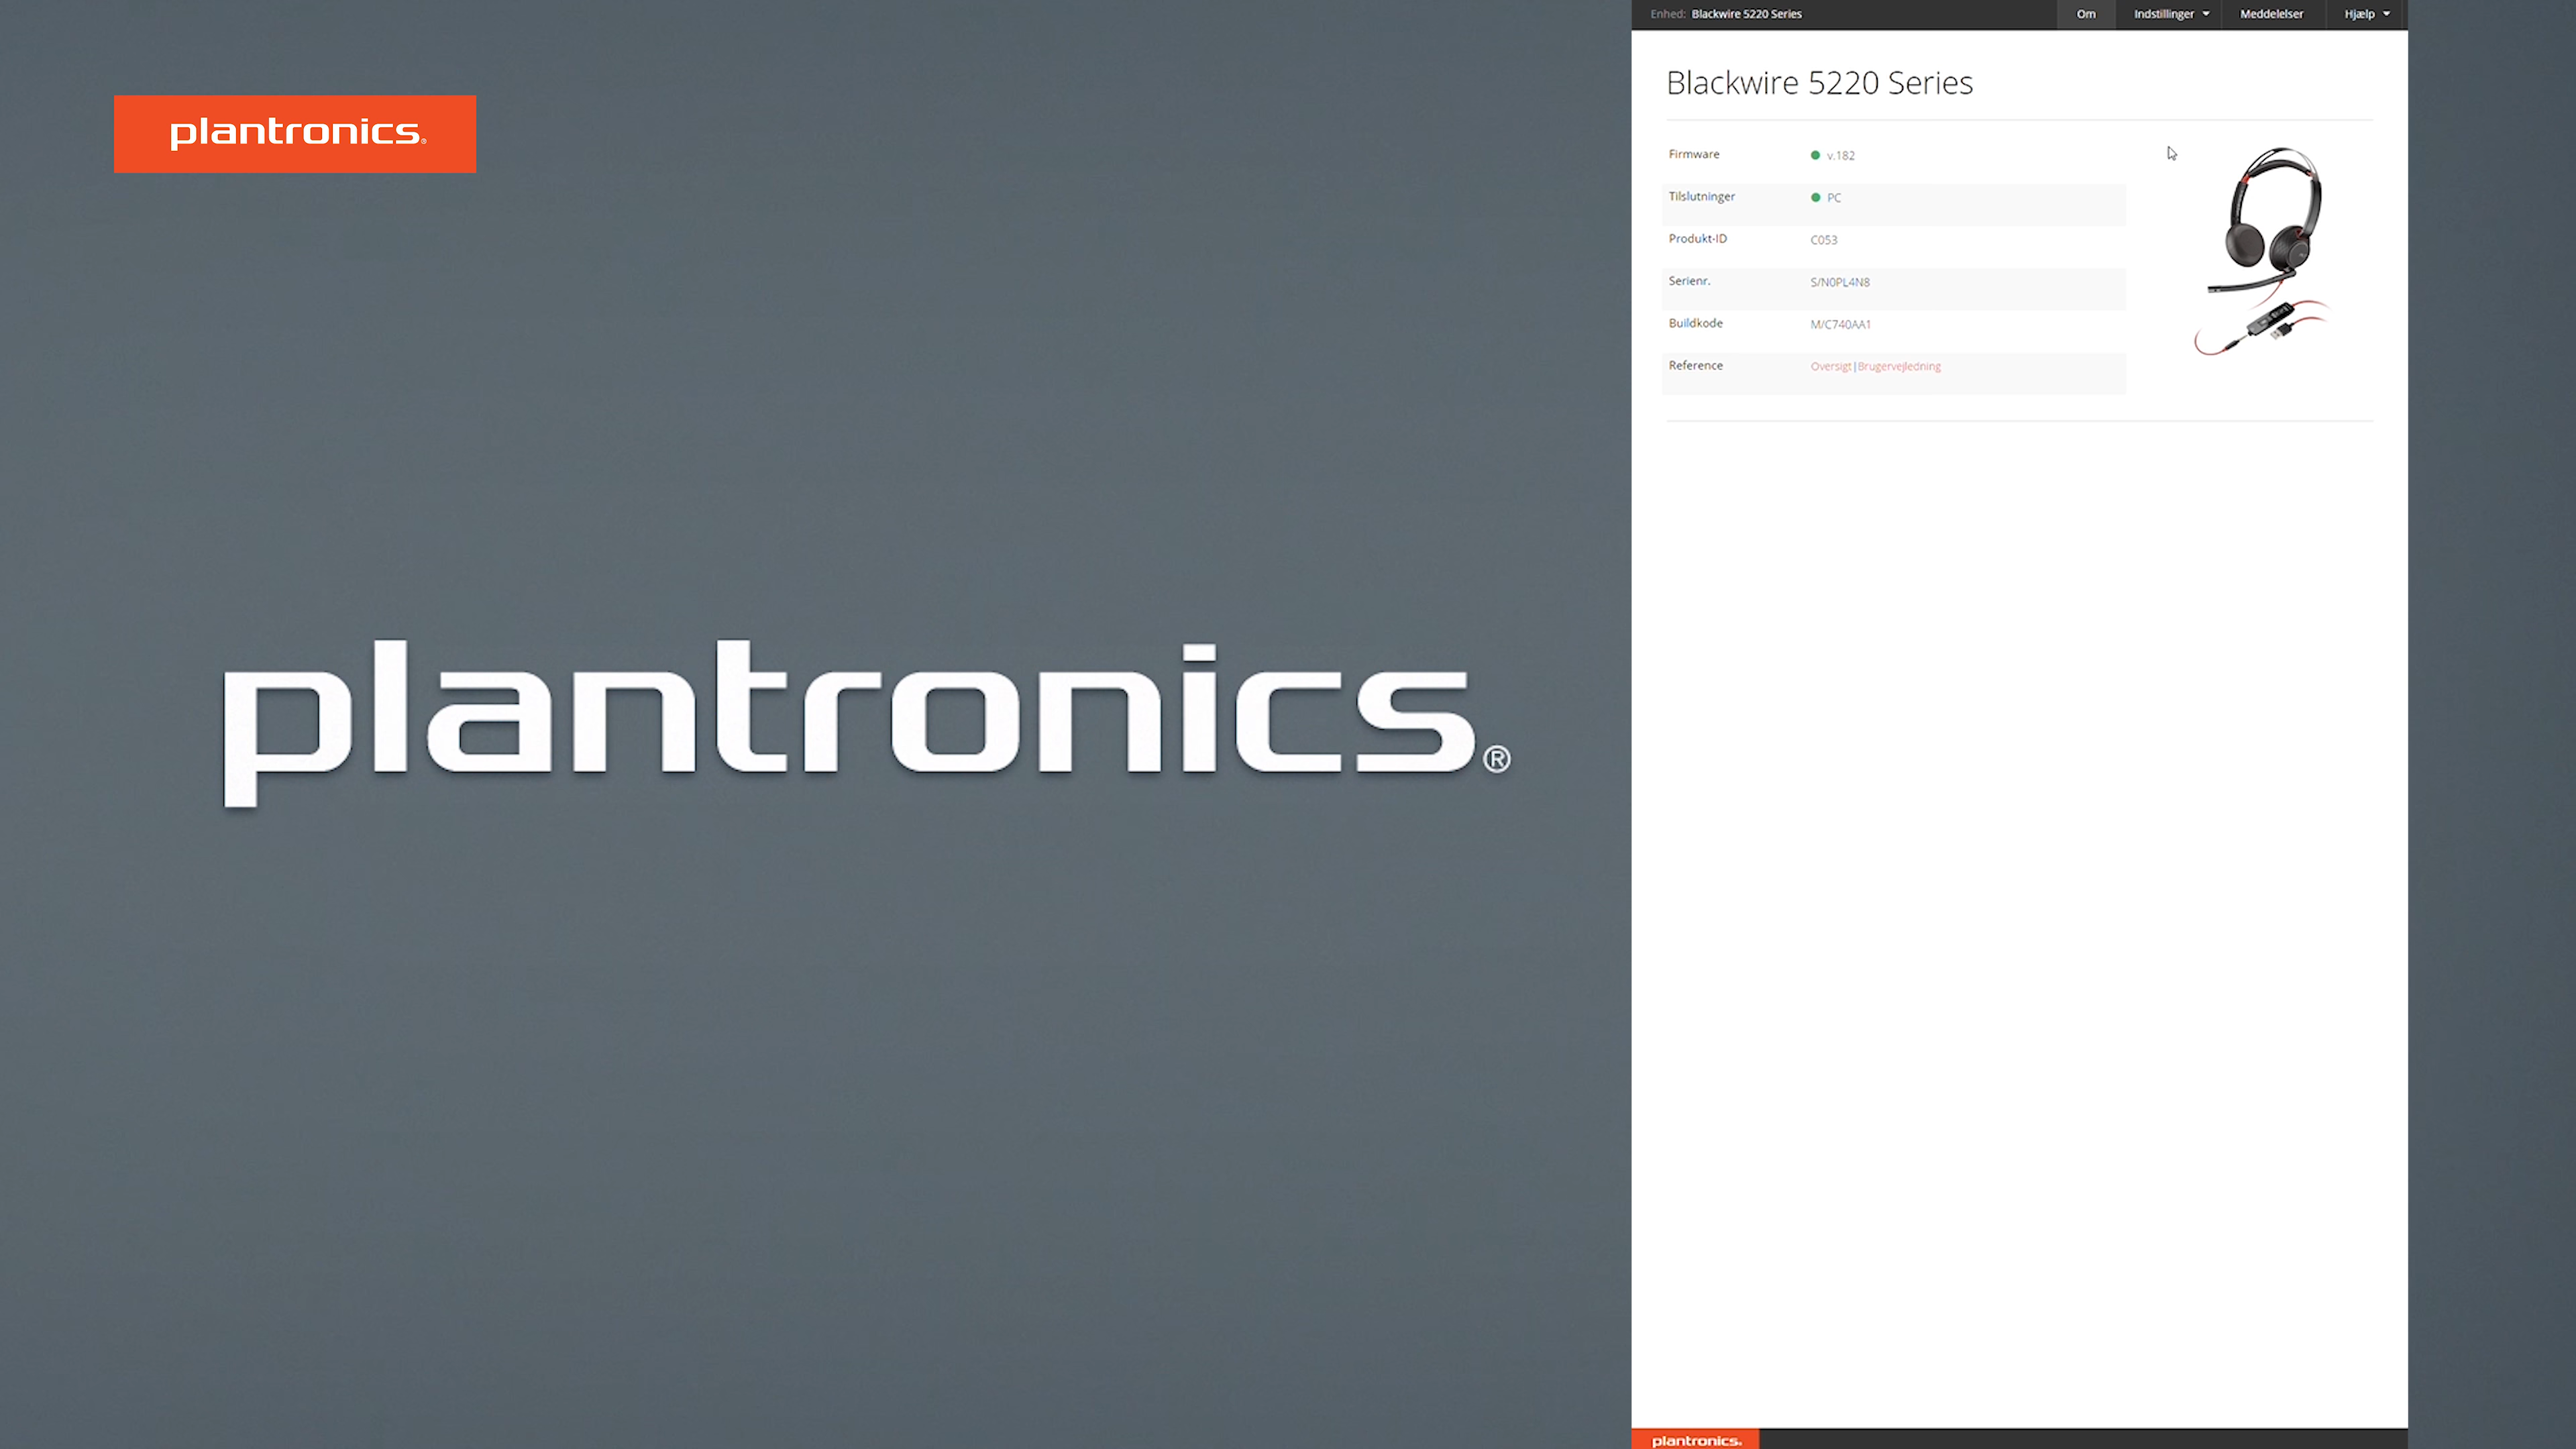 plantronics®
plantronics®
Enhed: Blackwire 5220 Series Om Indstillinger Meddelelser Hjælp
Blackwire 5220 Series
Firmware v.182
Tilslutninger PC
Produkt-ID C053
Serienr. S/N0PL4N8
Buildkode M/C740AA1
Reference Oversigt|Brugervejledning
plantronics®